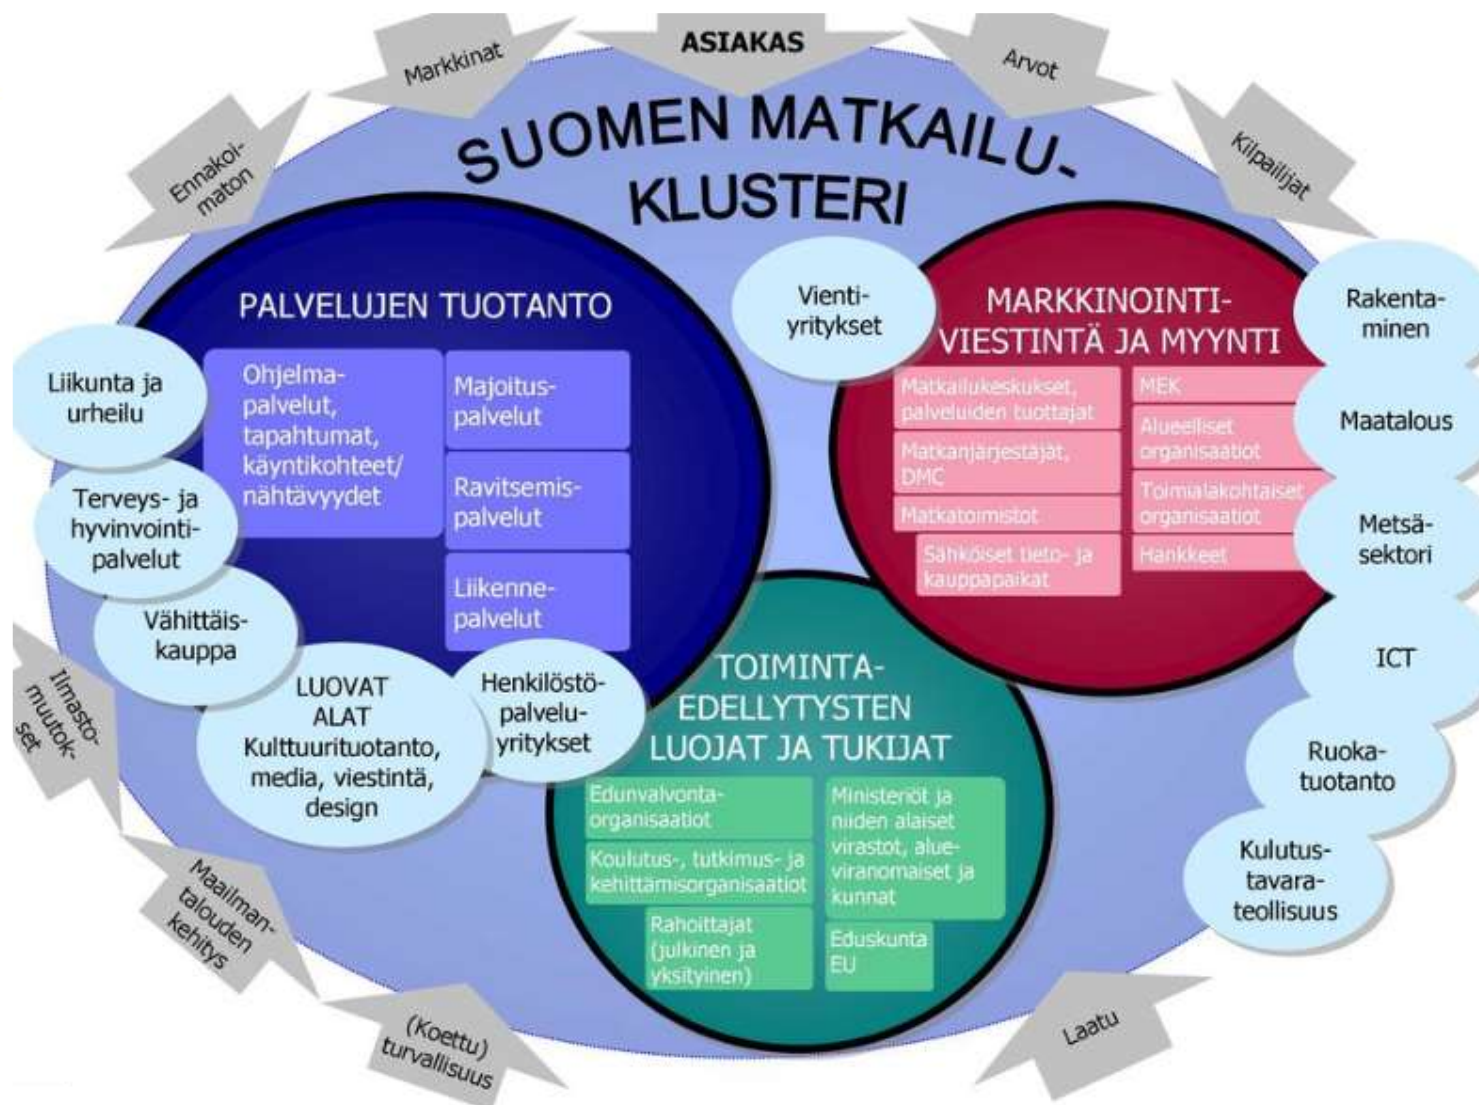 Markkinat
ASIAKAS
Arvot
Ennakoi-
maton
Kilpailijat
SUOMEN MATKAILU-
KLUSTERI
PALVELUJEN TUOTANTO
Ohjelma-
palvelut,
tapahtumat,
käyntikohteet/
nähtävyydet
Majoitus-
palvelut
Ravitsemis-
palvelut
Liikenne-
palvelut
Liikunta ja
urheilu
Terveys- ja
hyvinvointi-
palvelut
Vähittäis-
kauppa
LUOVAT
ALAT
Kulttuurituotanto,
media, viestintä,
design
Henkilöstö-
palvelu-
yritykset
Vienti-
yritykset
MARKKINOINTI-
VIESTINTÄ JA MYYNTI
Matkailukeskukset,
palveluiden tuottajat
Matkanjärjestäjät,
DMC
Matkatoimistot
Sähköiset tieto- ja
kauppapaikat
MEK
Alueelliset
organisaatiot
Toimialakohtaiset
organisaatiot
Hankkeet
Rakenta-
minen
Maatalous
Metsä-
sektori
ICT
Ruoka-
tuotanto
Kulutus-
tavara-
teollisuus
TOIMINTA-
EDELLYTYSTEN
LUOJAT JA TUKIJAT
Edunvalvonta-
organisaatiot
Koulutus-, tutkimus- ja
kehittämisorganisaatiot
Rahoittajat
(julkinen ja
yksityinen)
Ministeriöt ja
niiden alaiset
virastot, alue-
viranomaiset ja
kunnat
Eduskunta
EU
Ilmasto-
muutok-
set
Maailman-
talouden
kehitys
(Koettu)
turvallisuus
Laatu